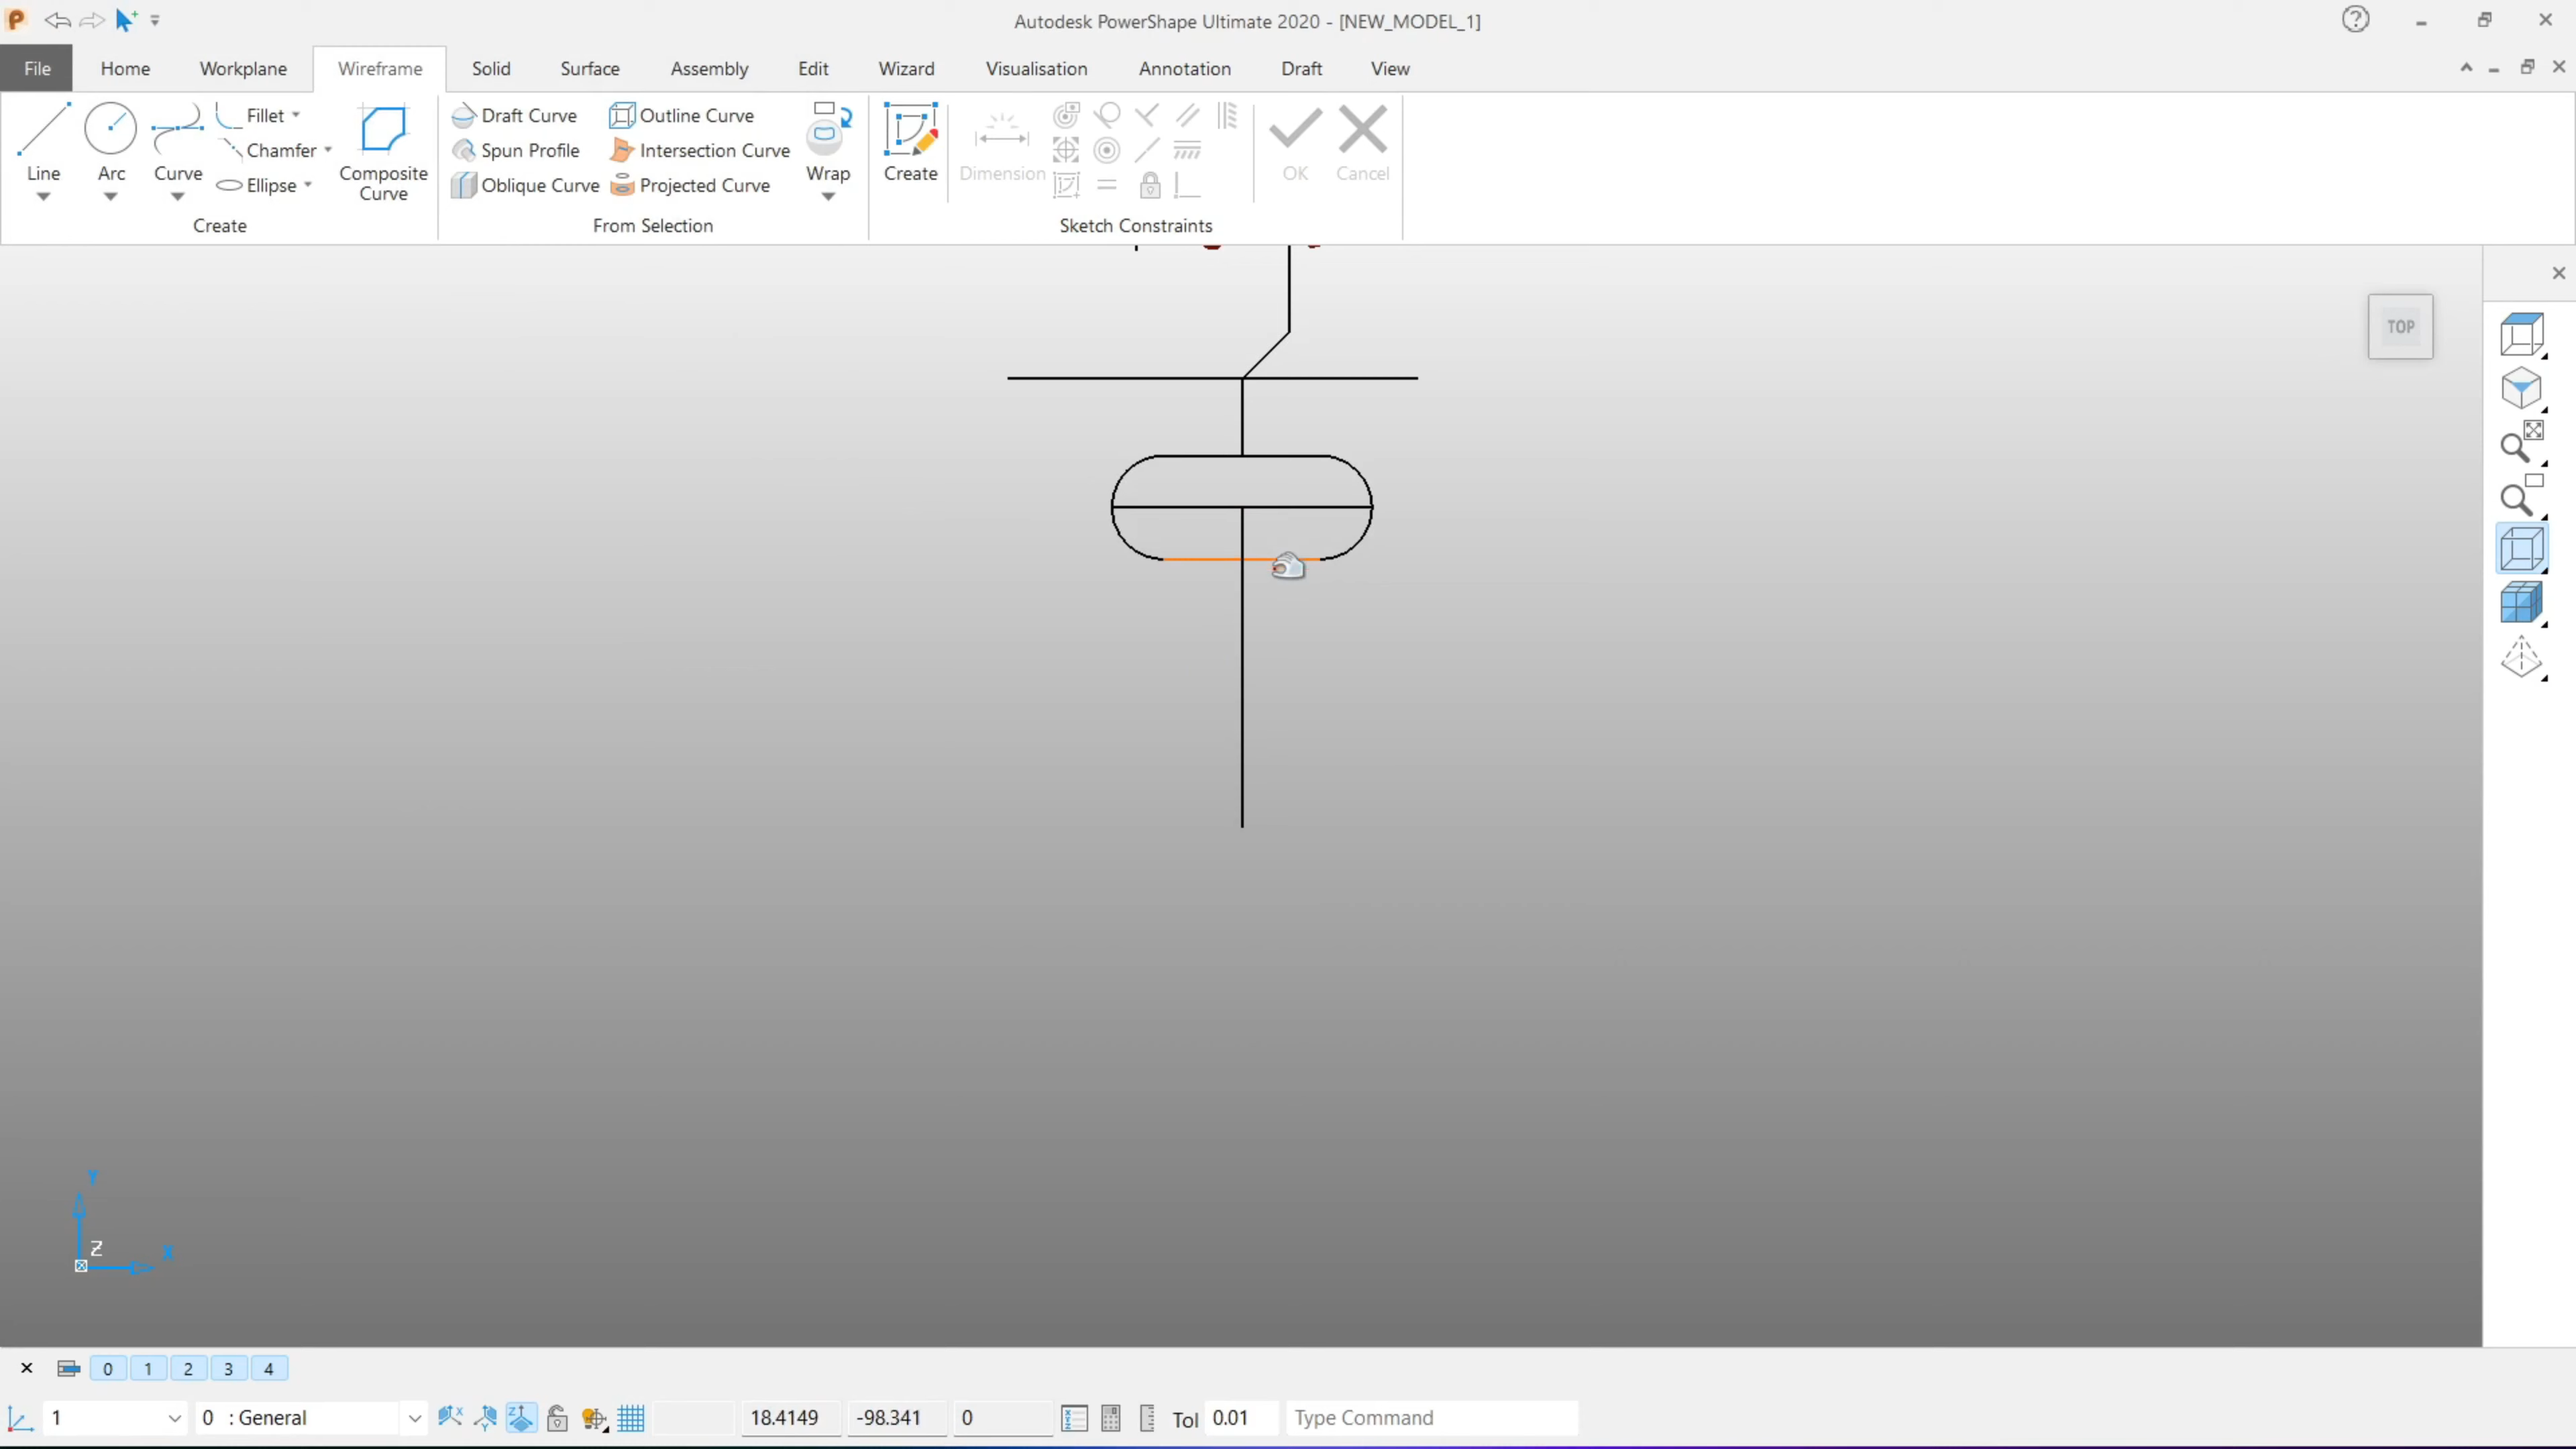 Autodesk PowerShape Ultimate 2020 - [NEW_MODEL_1]
File Home Workplane Wireframe Solid Surface Assembly Edit Wizard Visualisation Annotation Draft View
Line
Arc
Curve
Fillet
Chamfer
Ellipse
Composite
Curve
Create
Draft Curve
Spun Profile
Oblique Curve
Outline Curve
Intersection Curve
Projected Curve
Wrap
From Selection
Create
Dimension
OK
Cancel
Sketch Constraints
TOP
Y
Z
X
0 1 2 3 4
1
0 : General
18.4149 -98.341 0
Tol 0.01
Type Command